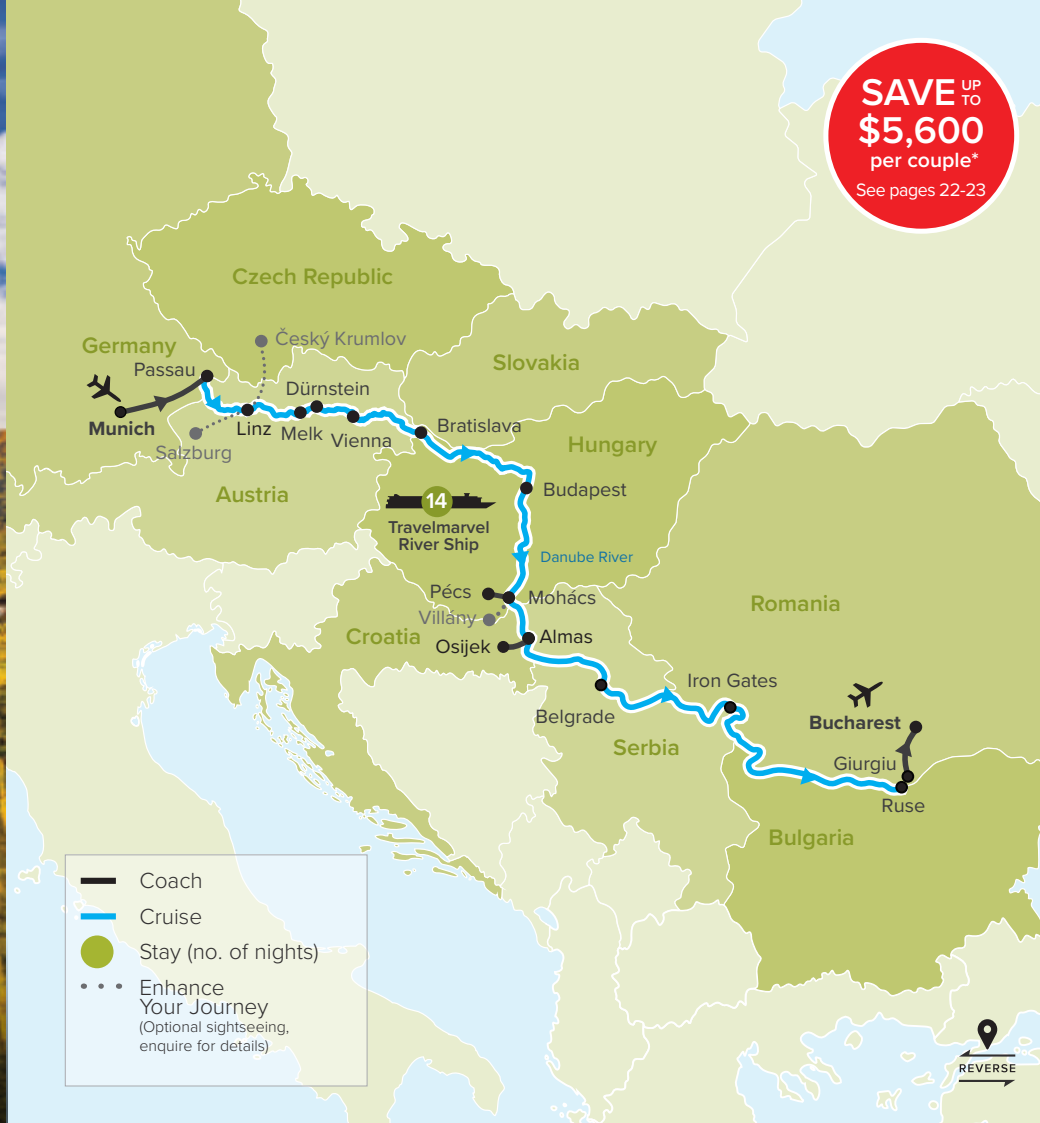 SAVE UP TO
$5,600
per couple*
See pages 22-23
Czech Republic
Germany
Český Krumlov
Passau
Slovakia
Dürnstein
Munich
Linz
Melk
Vienna
Bratislava
Salzburg
Hungary
Austria
Budapest
14
Travelmarvel
River Ship
Danube River
Pécs
Mohács
Villány
Romania
Croatia
Almas
Osijek
Iron Gates
Belgrade
Bucharest
Serbia
Giurgiu
Ruse
Bulgaria
Coach
Cruise
Stay (no. of nights)
Enhance
Your Journey
(Optional sightseeing,
enquire for details)
REVERSE